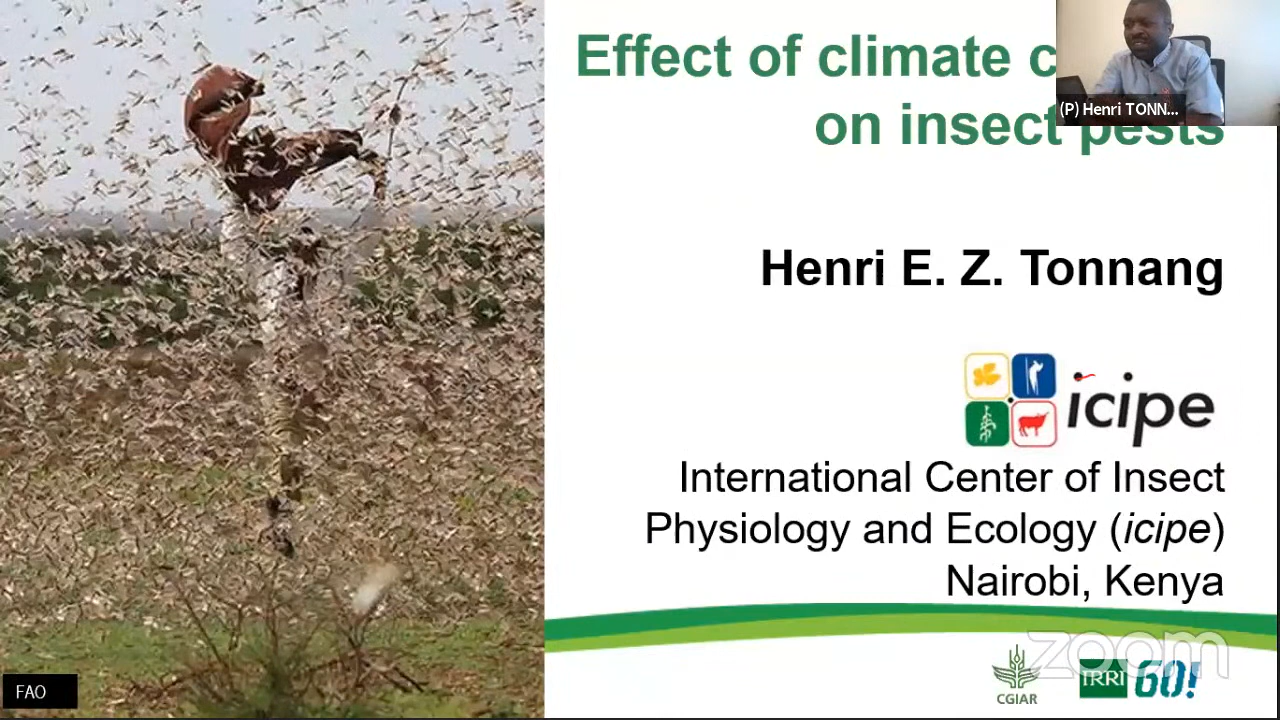 Effect of climate c
on insect pests
(P) Henri TONN...
Henri E. Z. Tonnang
icipe
International Center of Insect
Physiology and Ecology (icipe)
Nairobi, Kenya
zoom
CGIAR
IRRI 60!
FAO